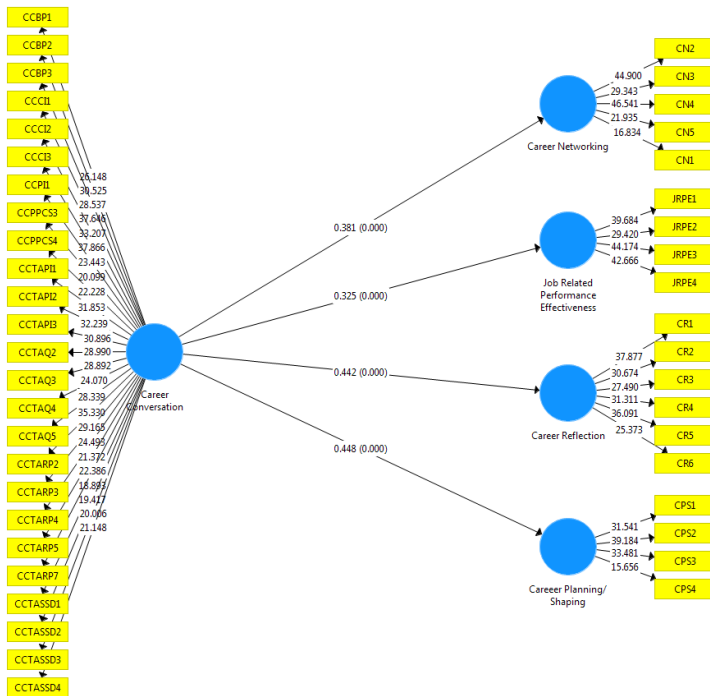 CCBP1
CCBP2
CCBP3
CCCI1
CCCI2
CCCI3
CCPI1
CCPPCS3
CCPPCS4
CCTAPI1
CCTAPI2
CCTAPI3
CCTAQ2
CCTAQ3
CCTAQ4
CCTAQ5
CCTARP2
CCTARP3
CCTARP4
CCTARP5
CCTARP7
CCTASSD1
CCTASSD2
CCTASSD3
CCTASSD4
26.148
30.525
28.537
37.646
33.207
37.866
23.443
20.099
22.228
31.853
32.239
30.896
28.990
28.892
24.070
28.339
35.330
29.165
24.493
21.372
22.386
18.893
19.417
20.006
21.148
Career
Conversation
0.381 (0.000)
0.325 (0.000)
0.442 (0.000)
0.448 (0.000)
Career Networking
44.900
29.343
46.541
21.935
16.834
CN2
CN3
CN4
CN5
CN1
Job Related
Performance
Effectiveness
39.684
29.420
44.174
42.666
JRPE1
JRPE2
JRPE3
JRPE4
Career Reflection
37.877
30.674
27.490
31.311
36.091
25.373
CR1
CR2
CR3
CR4
CR5
CR6
Careeer Planning/
Shaping
31.541
39.184
33.481
15.656
CPS1
CPS2
CPS3
CPS4